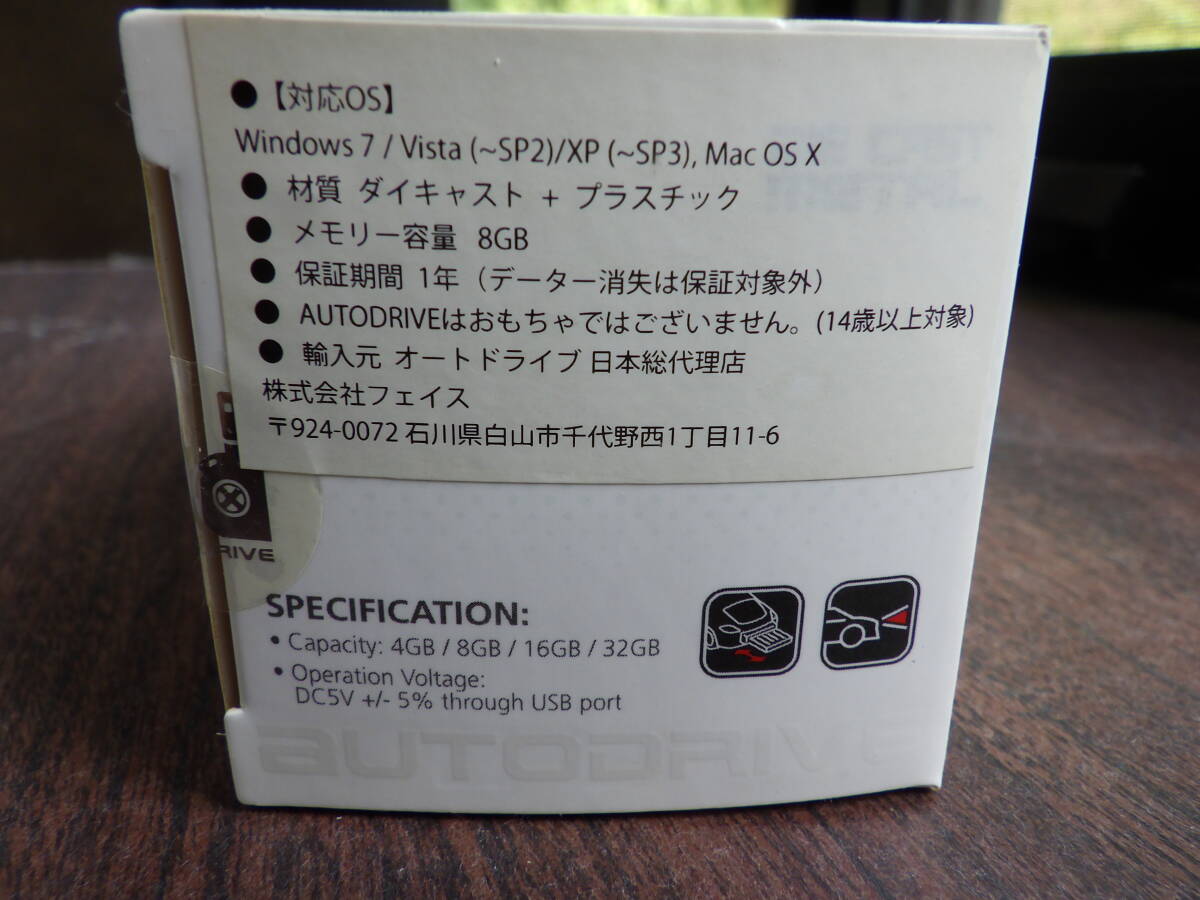 ●【対応OS】
Windows 7 / Vista (~SP2)/XP (~SP3), Mac OS X
● 材質 ダイキャスト + プラスチック
● メモリー容量 8GB
● 保証期間 1年（データー消失は保証対象外）
● AUTODRIVEはおもちゃではございません。(14歳以上対象)
● 輸入元 オートドライブ 日本総代理店
株式会社フェイス
〒924-0072 石川県白山市千代野西1丁目11-6
RIVE
SPECIFICATION:
• Capacity: 4GB / 8GB / 16GB / 32GB
• Operation Voltage:
DC5V +/- 5% through USB port
AUTODRIVE